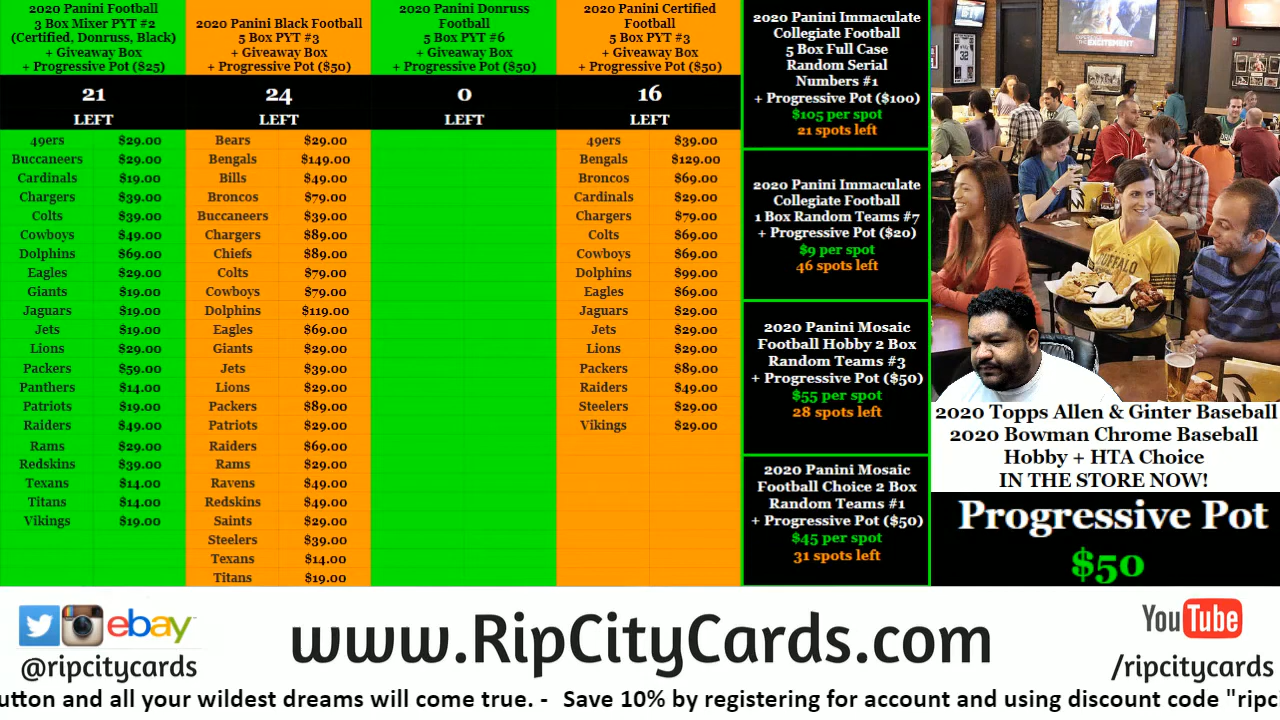 2020 Panini Football
3 Box Mixer PYT #2
(Certified, Donruss, Black)
+ Giveaway Box
+ Progressive Pot ($25)
21
LEFT
49ers $29.00
Buccaneers $29.00
Cardinals $19.00
Chargers $39.00
Colts $39.00
Cowboys $49.00
Dolphins $69.00
Eagles $29.00
Giants $19.00
Jaguars $19.00
Jets $19.00
Lions $29.00
Packers $59.00
Panthers $14.00
Patriots $19.00
Raiders $49.00
Rams $29.00
Redskins $39.00
Texans $14.00
Titans $14.00
Vikings $19.00
2020 Panini Black Football
5 Box PYT #3
+ Giveaway Box
+ Progressive Pot ($50)
24
LEFT
Bears $29.00
Bengals $149.00
Bills $49.00
Broncos $79.00
Buccaneers $39.00
Chargers $89.00
Chiefs $89.00
Colts $79.00
Cowboys $79.00
Dolphins $119.00
Eagles $69.00
Giants $29.00
Jets $39.00
Lions $29.00
Packers $89.00
Patriots $29.00
Raiders $69.00
Rams $29.00
Ravens $49.00
Redskins $49.00
Saints $29.00
Steelers $39.00
Texans $14.00
Titans $19.00
2020 Panini Donruss
Football
5 Box PYT #6
+ Giveaway Box
+ Progressive Pot ($50)
0
LEFT
2020 Panini Certified
Football
5 Box PYT #3
+ Giveaway Box
+ Progressive Pot ($50)
16
LEFT
49ers $39.00
Bengals $129.00
Broncos $69.00
Cardinals $29.00
Chargers $79.00
Colts $69.00
Cowboys $69.00
Dolphins $99.00
Eagles $69.00
Jaguars $29.00
Jets $29.00
Lions $29.00
Packers $89.00
Raiders $49.00
Steelers $29.00
Vikings $29.00
2020 Panini Immaculate
Collegiate Football
5 Box Full Case
Random Serial
Numbers #1
+ Progressive Pot ($100)
$105 per spot
21 spots left
2020 Panini Immaculate
Collegiate Football
1 Box Random Teams #7
+ Progressive Pot ($20)
$9 per spot
46 spots left
2020 Panini Mosaic
Football Hobby 2 Box
Random Teams #3
+ Progressive Pot ($50)
$55 per spot
28 spots left
2020 Panini Mosaic
Football Choice 2 Box
Random Teams #1
+ Progressive Pot ($50)
$45 per spot
31 spots left
EXCITEMENT
32
BUFFALO
2020 Topps Allen & Ginter Baseball
2020 Bowman Chrome Baseball
Hobby + HTA Choice
IN THE STORE NOW!
Progressive Pot
$50
ebay
@ripcitycards
www.RipCityCards.com
YouTube
/ripcitycards
utton and all your wildest dreams will come true. - Save 10% by registering for account and using discount code "ripci